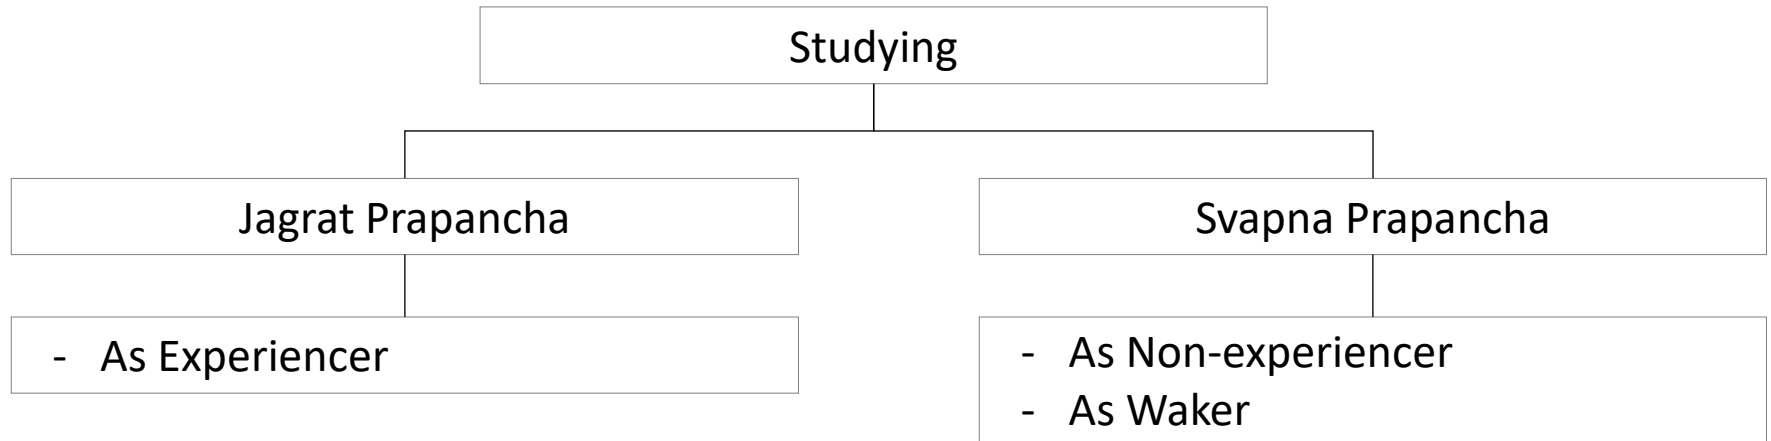 Studying
Jagrat Prapancha
Svapna Prapancha
- As Experiencer
- As Non-experiencer
- As Waker